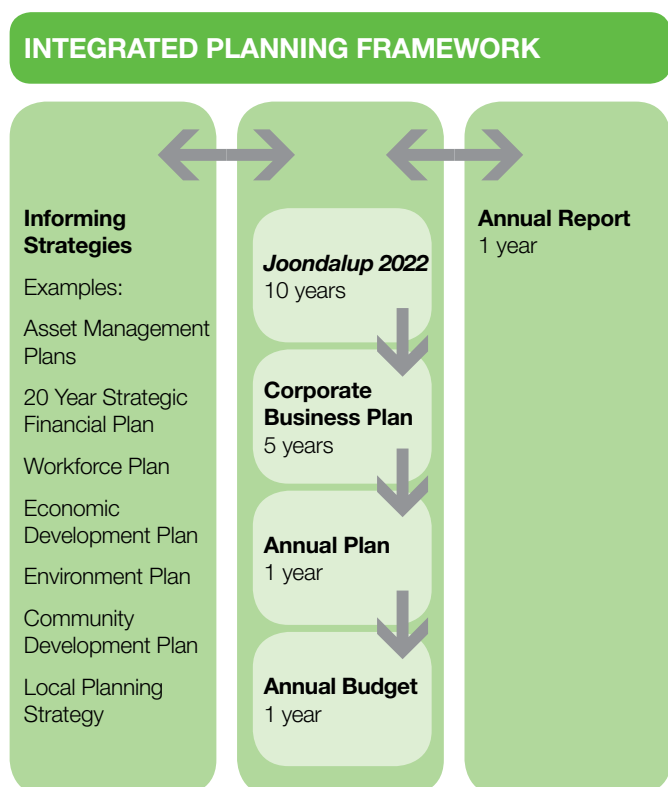 INTEGRATED PLANNING FRAMEWORK
Informing
Strategies
Examples:
Asset Management
Plans
20 Year Strategic
Financial Plan
Workforce Plan
Economic
Development Plan
Environment Plan
Community
Development Plan
Local Planning
Strategy
Joondalup 2022
10 years
Corporate
Business Plan
5 years
Annual Plan
1 year
Annual Budget
1 year
Annual Report
1 year